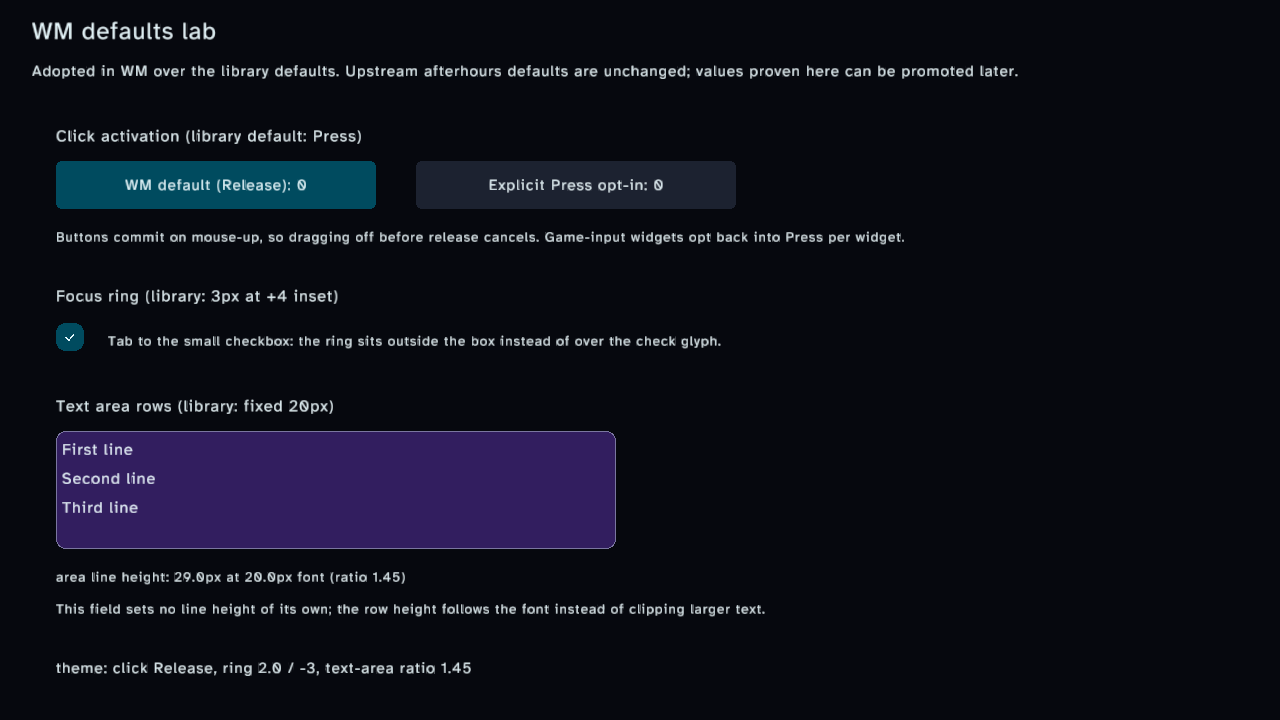 WM defaults lab
Adopted in WM over the library defaults. Upstream afterhours defaults are unchanged; values proven here can be promoted later.
Click activation (library default: Press)
WM default (Release): 0
Explicit Press opt-in: 0
Buttons commit on mouse-up, so dragging off before release cancels. Game-input widgets opt back into Press per widget.
Focus ring (library: 3px at +4 inset)
Tab to the small checkbox: the ring sits outside the box instead of over the check glyph.
Text area rows (library: fixed 20px)
First line
Second line
Third line
area line height: 29.0px at 20.0px font (ratio 1.45)
This field sets no line height of its own; the row height follows the font instead of clipping larger text.
theme: click Release, ring 2.0 / -3, text-area ratio 1.45